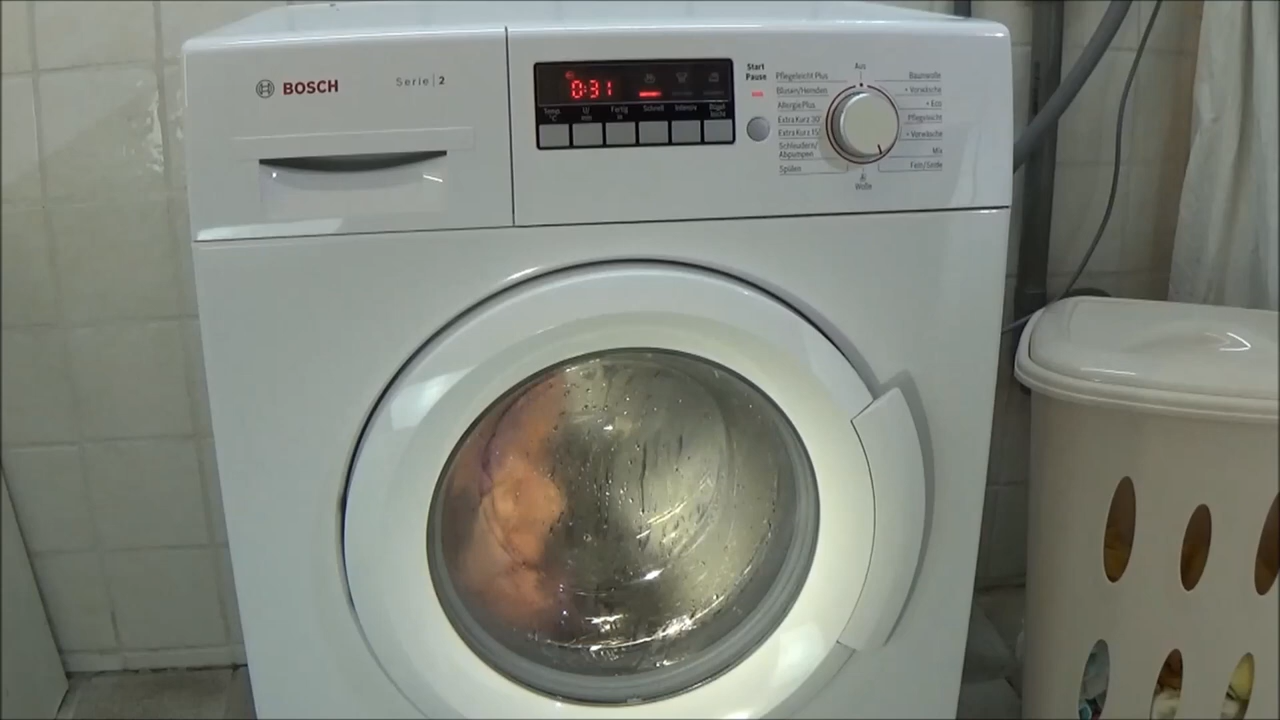 BOSCH
Serie | 2
0:31
Temp. °C
U/ min
Fertig in
Schnell
Intensiv
Bügel leicht
Start
Pause
Aus
Pflegeleicht Plus
Blusen/Hemden
Allergie Plus
Extra Kurz 30'
Extra Kurz 15'
Schleudern/
Abpumpen
Spülen
Baumwolle
+ Vorwäsche
+ Eco
Pflegeleicht
+ Vorwäsche
Mix
Fein/Seide
Wolle